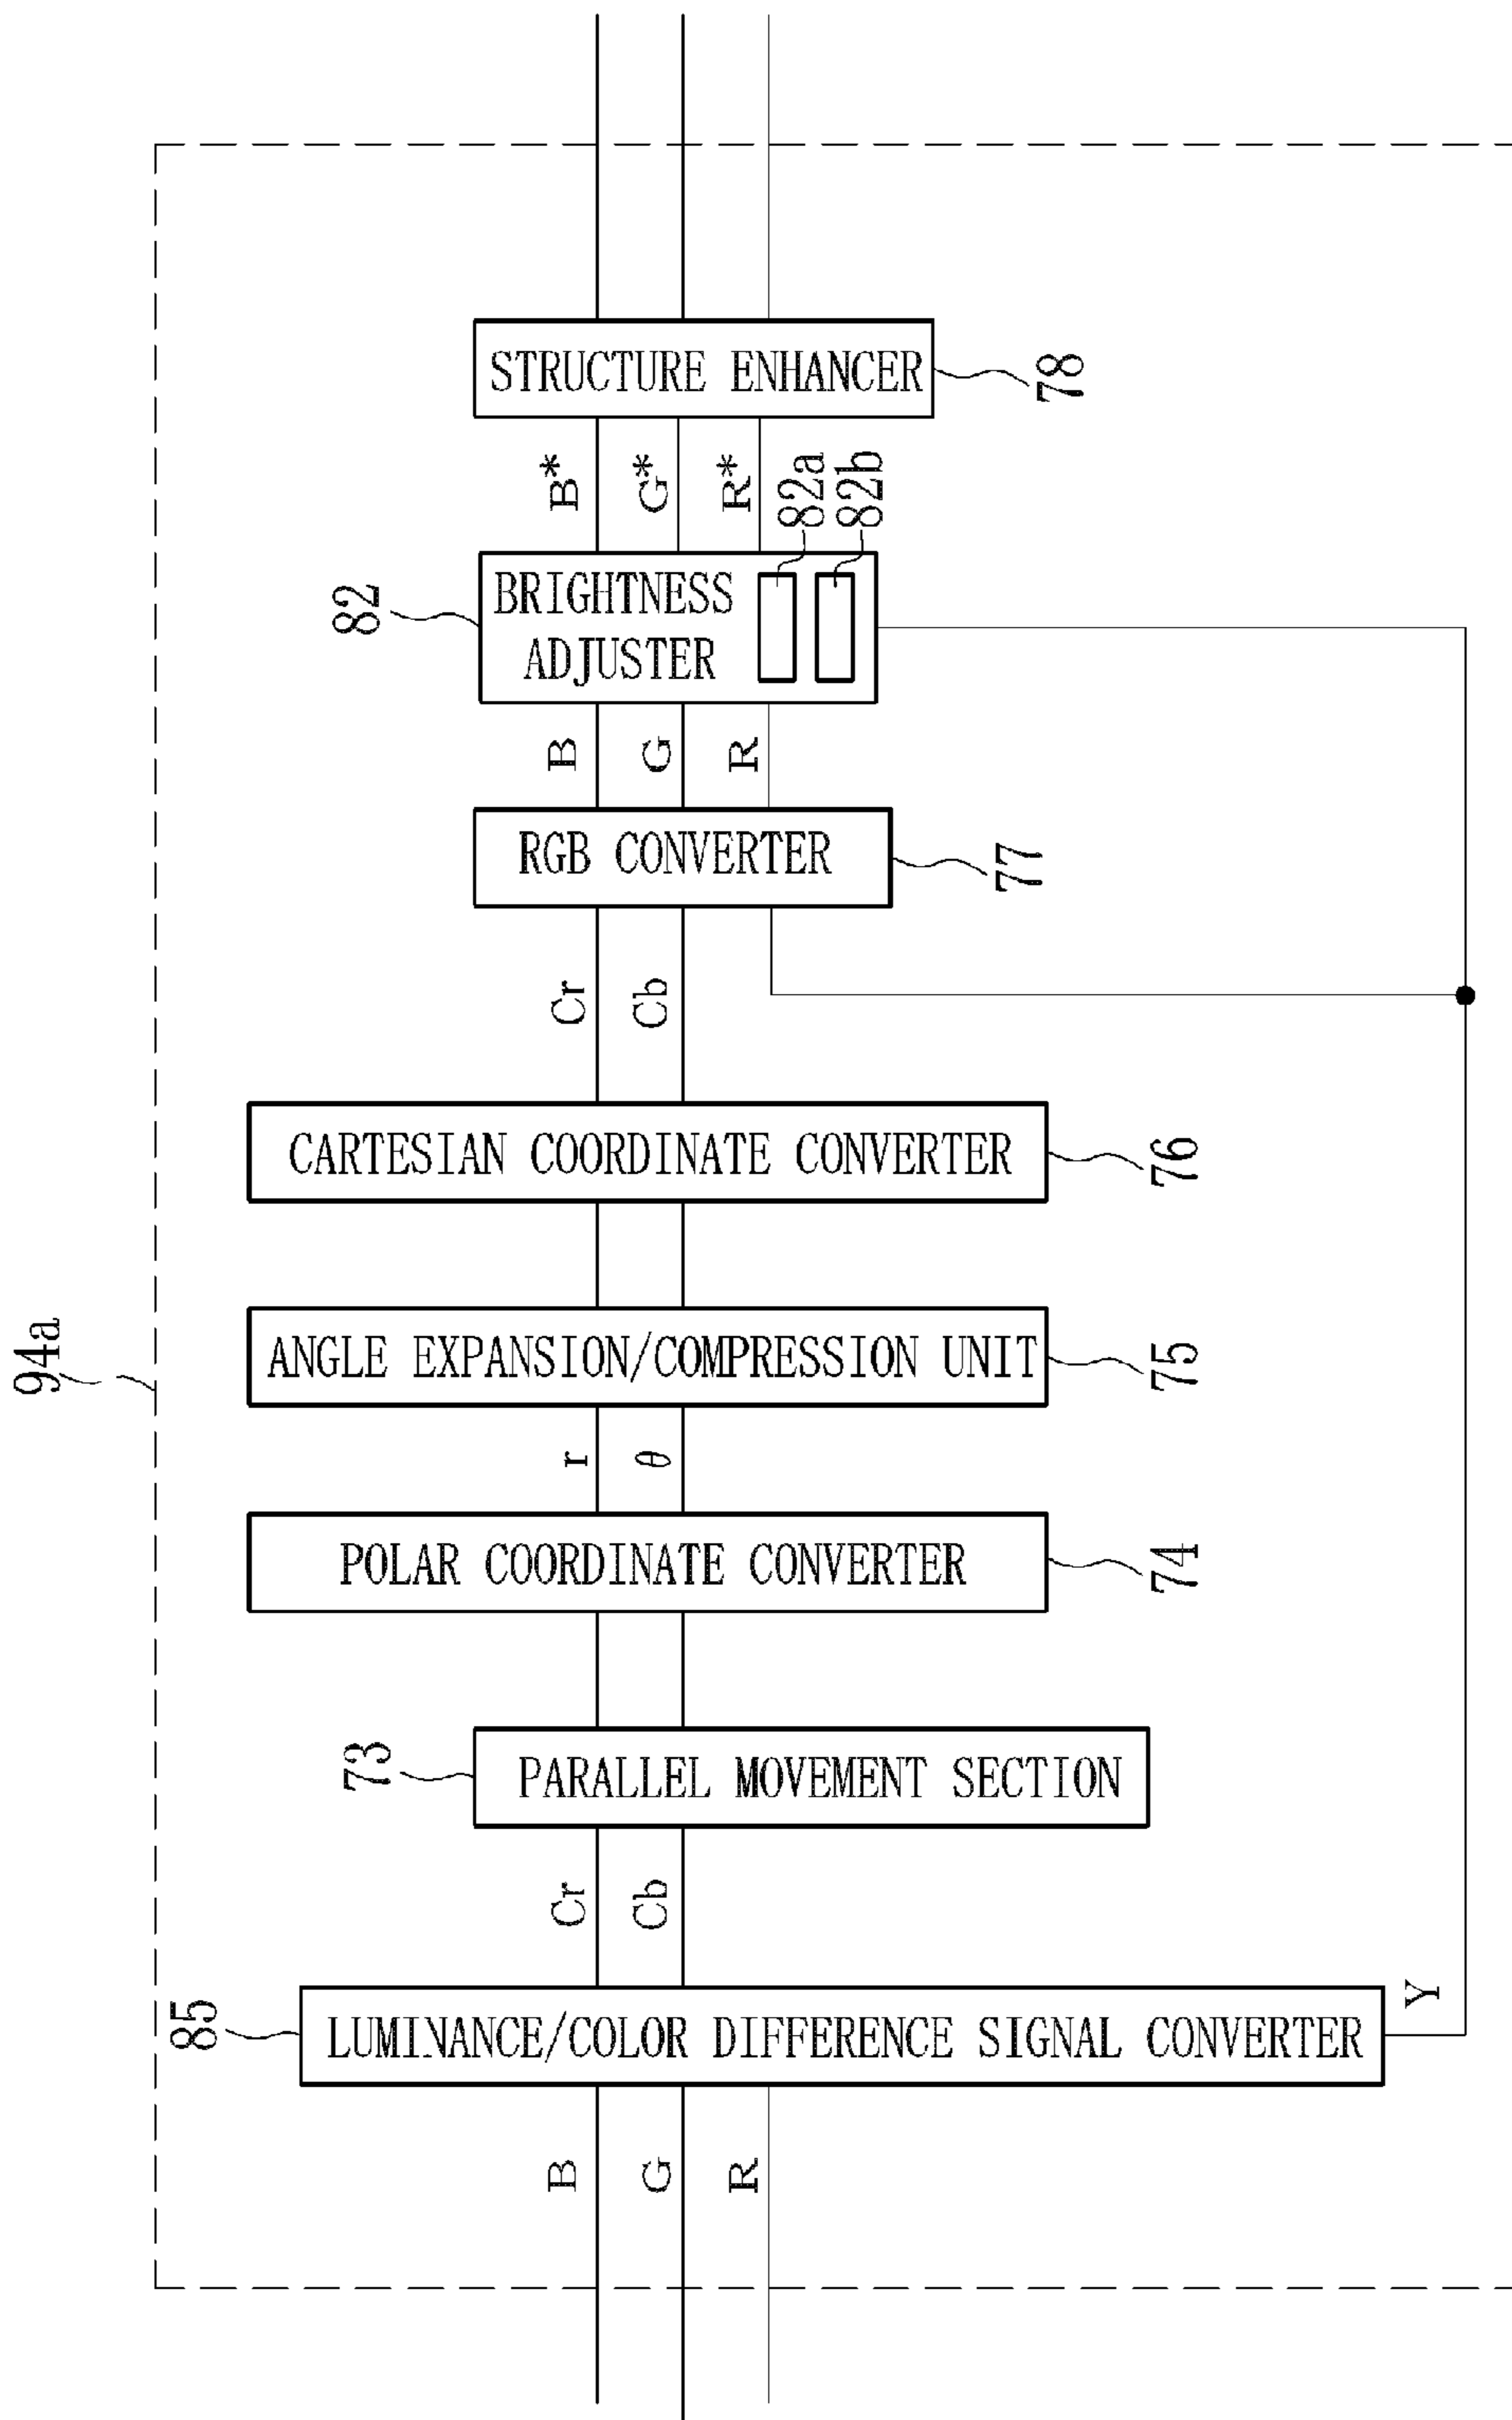 STRUCTURE ENHANCER
78
B*
G*
R*
82a
82b
82
BRIGHTNESS
ADJUSTER
B
G
R
RGB CONVERTER
77
Cr
Cb
CARTESIAN COORDINATE CONVERTER
76
94a
ANGLE EXPANSION/COMPRESSION UNIT
75
r
θ
POLAR COORDINATE CONVERTER
74
73
PARALLEL MOVEMENT SECTION
Cr
Cb
85
LUMINANCE/COLOR DIFFERENCE SIGNAL CONVERTER
Y
B
G
R